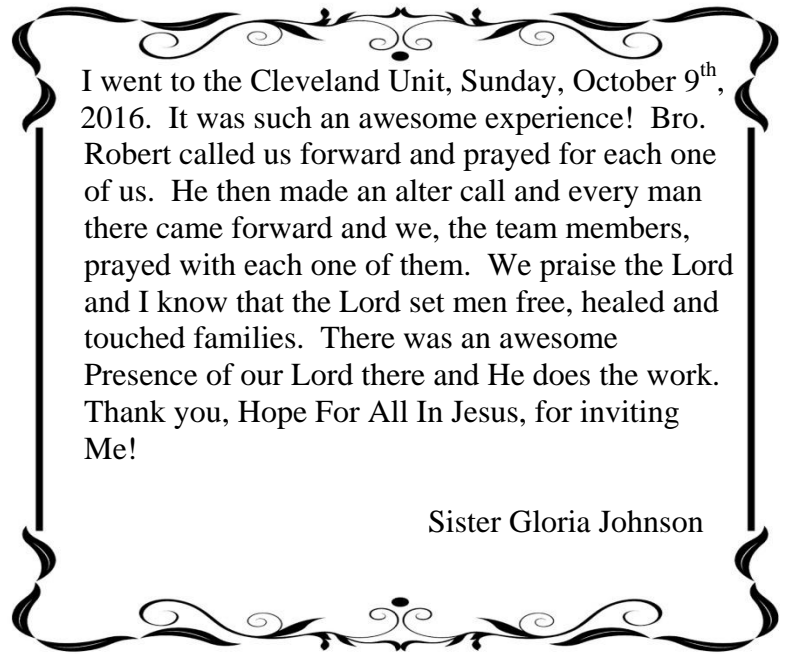 I went to the Cleveland Unit, Sunday, October 9th,
2016.  It was such an awesome experience!  Bro.
Robert called us forward and prayed for each one
of us.  He then made an alter call and every man
there came forward and we, the team members,
prayed with each one of them.  We praise the Lord
and I know that the Lord set men free, healed and
touched families.  There was an awesome
Presence of our Lord there and He does the work.
Thank you, Hope For All In Jesus, for inviting
Me!
Sister Gloria Johnson